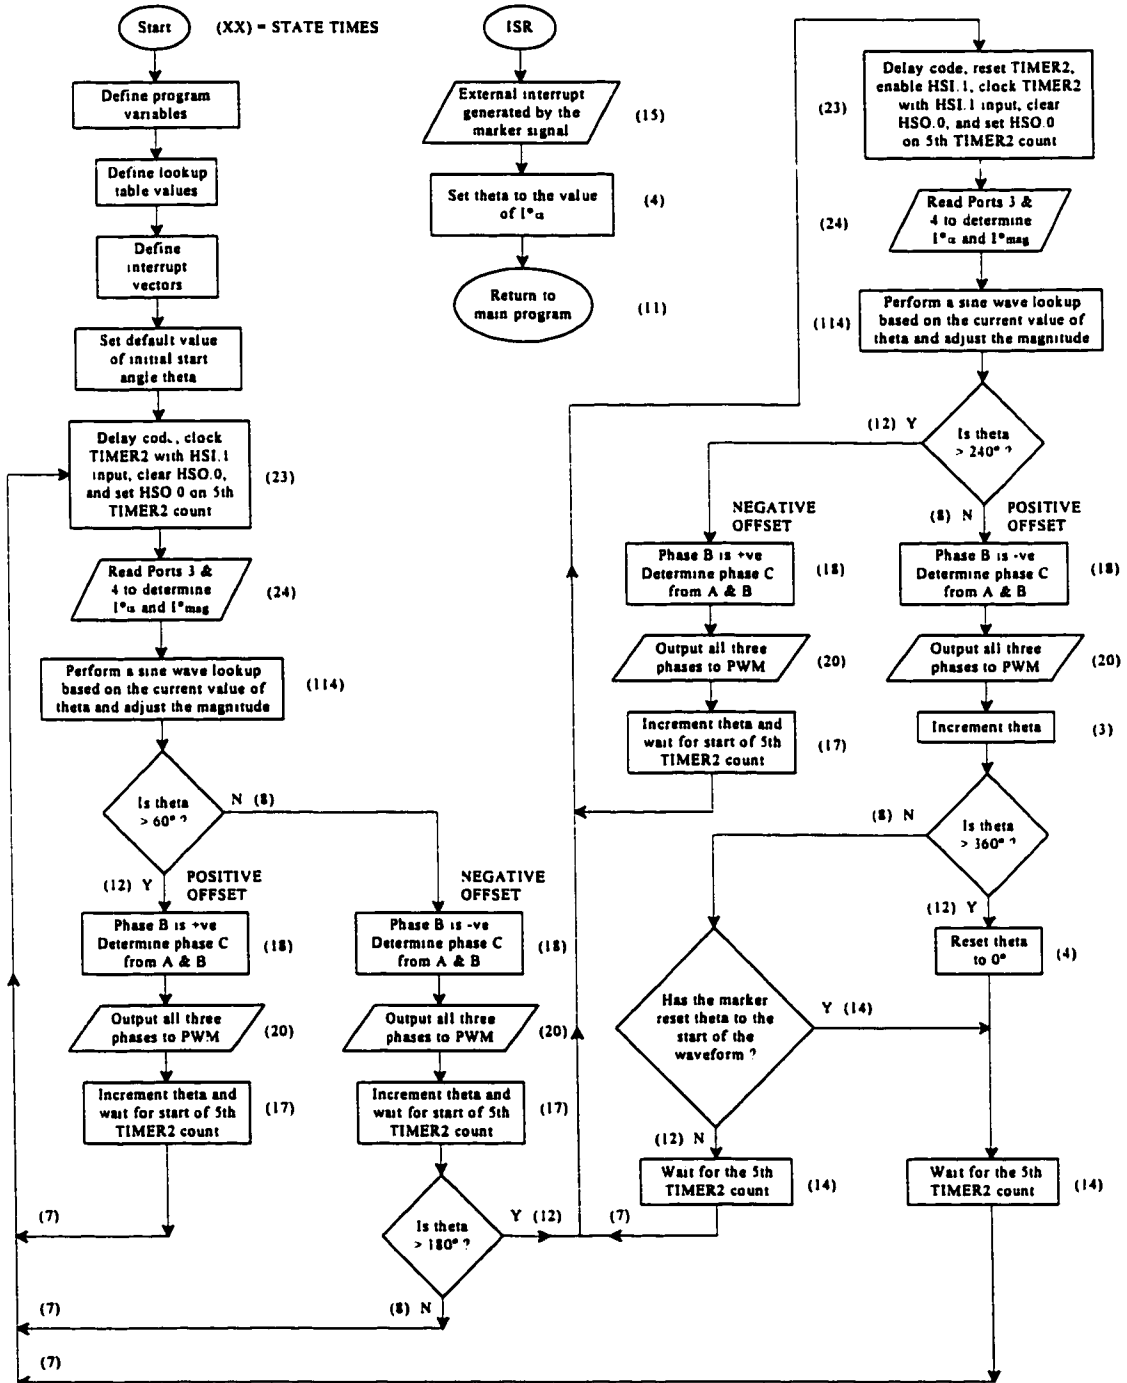 Start
(XX) = STATE TIMES
Define program
variables
Define lookup
table values
Define
interrupt
vectors
Set default value
of initial start
angle theta
Delay code, clock
TIMER2 with HSI.1
input, clear HSO.0,
and set HSO.0 on 5th
TIMER2 count
(23)
Read Ports 3 &
4 to determine
I*α and I*mag
(24)
Perform a sine wave lookup
based on the current value of
theta and adjust the magnitude
(114)
Is theta
> 60° ?
N (8)
(12) Y
POSITIVE
OFFSET
NEGATIVE
OFFSET
Phase B is +ve
Determine phase C
from A & B
(18)
Phase B is -ve
Determine phase C
from A & B
(18)
Output all three
phases to PWM
(20)
Output all three
phases to PWM
(20)
Increment theta and
wait for start of 5th
TIMER2 count
(17)
Increment theta and
wait for start of 5th
TIMER2 count
(17)
(7)
Is theta
> 180° ?
Y (12)
(8) N
(7)
(7)
ISR
External interrupt
generated by the
marker signal
(15)
Set theta to the value
of I*α
(4)
Return to
main program
(11)
Delay code, reset TIMER2,
enable HSI.1, clock TIMER2
with HSI.1 input, clear
HSO.0, and set HSO.0
on 5th TIMER2 count
(23)
Read Ports 3 &
4 to determine
I*α and I*mag
(24)
Perform a sine wave lookup
based on the current value of
theta and adjust the magnitude
(114)
Is theta
> 240° ?
(12) Y
(8) N
NEGATIVE
OFFSET
POSITIVE
OFFSET
Phase B is +ve
Determine phase C
from A & B
(18)
Phase B is -ve
Determine phase C
from A & B
(18)
Output all three
phases to PWM
(20)
Output all three
phases to PWM
(20)
Increment theta and
wait for start of 5th
TIMER2 count
(17)
Increment theta
(3)
Is theta
> 360° ?
(8) N
(12) Y
Reset theta
to 0°
(4)
Has the marker
reset theta to the
start of the
waveform ?
Y (14)
(12) N
Wait for the 5th
TIMER2 count
(14)
Wait for the 5th
TIMER2 count
(14)
(7)